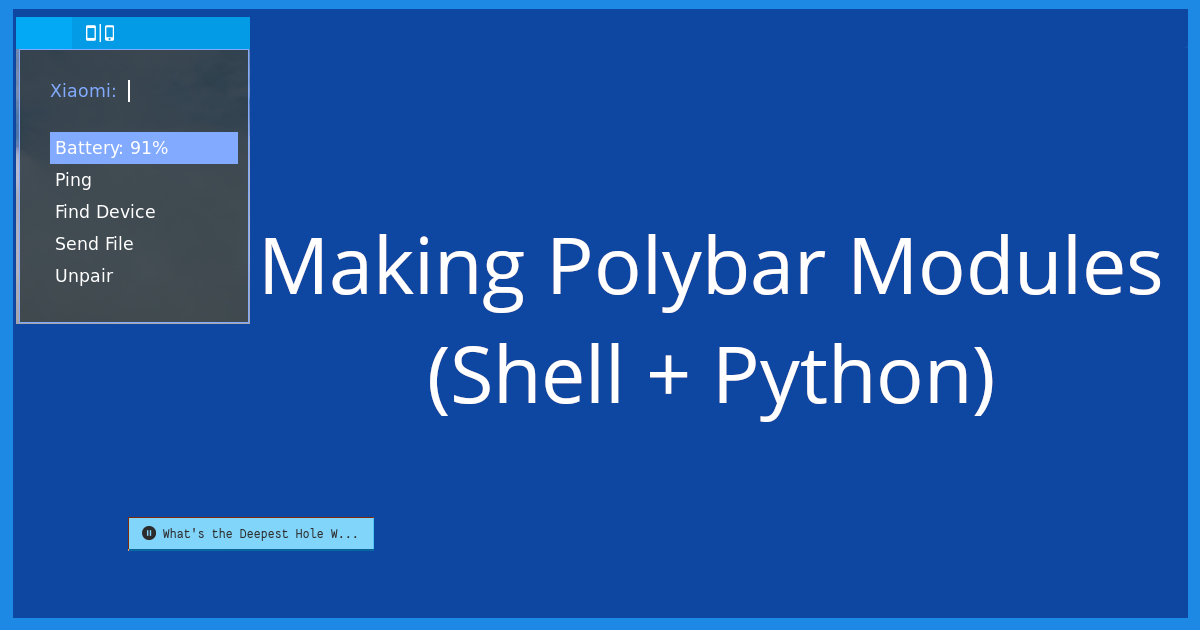 Xiaomi:
Battery: 91%
Ping
Find Device
Send File
Unpair
Making Polybar Modules
(Shell + Python)
What's the Deepest Hole W...